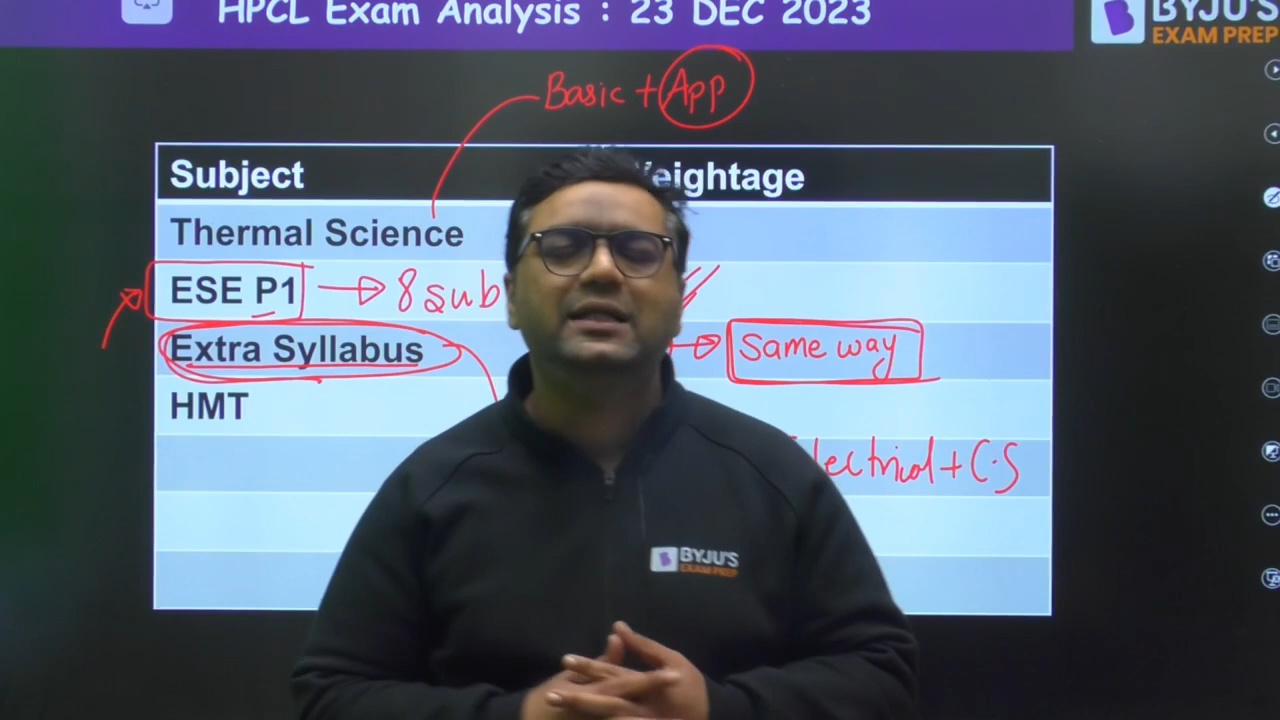 HPCL Exam Analysis : 23 DEC 2023
BYJU'S
EXAM PREP
Basic + App
Subject
eightage
Thermal Science
ESE P1 → 8 sub
Extra Syllabus → Same way
HMT
lectrical + C.S
BYJU'S
EXAM PREP